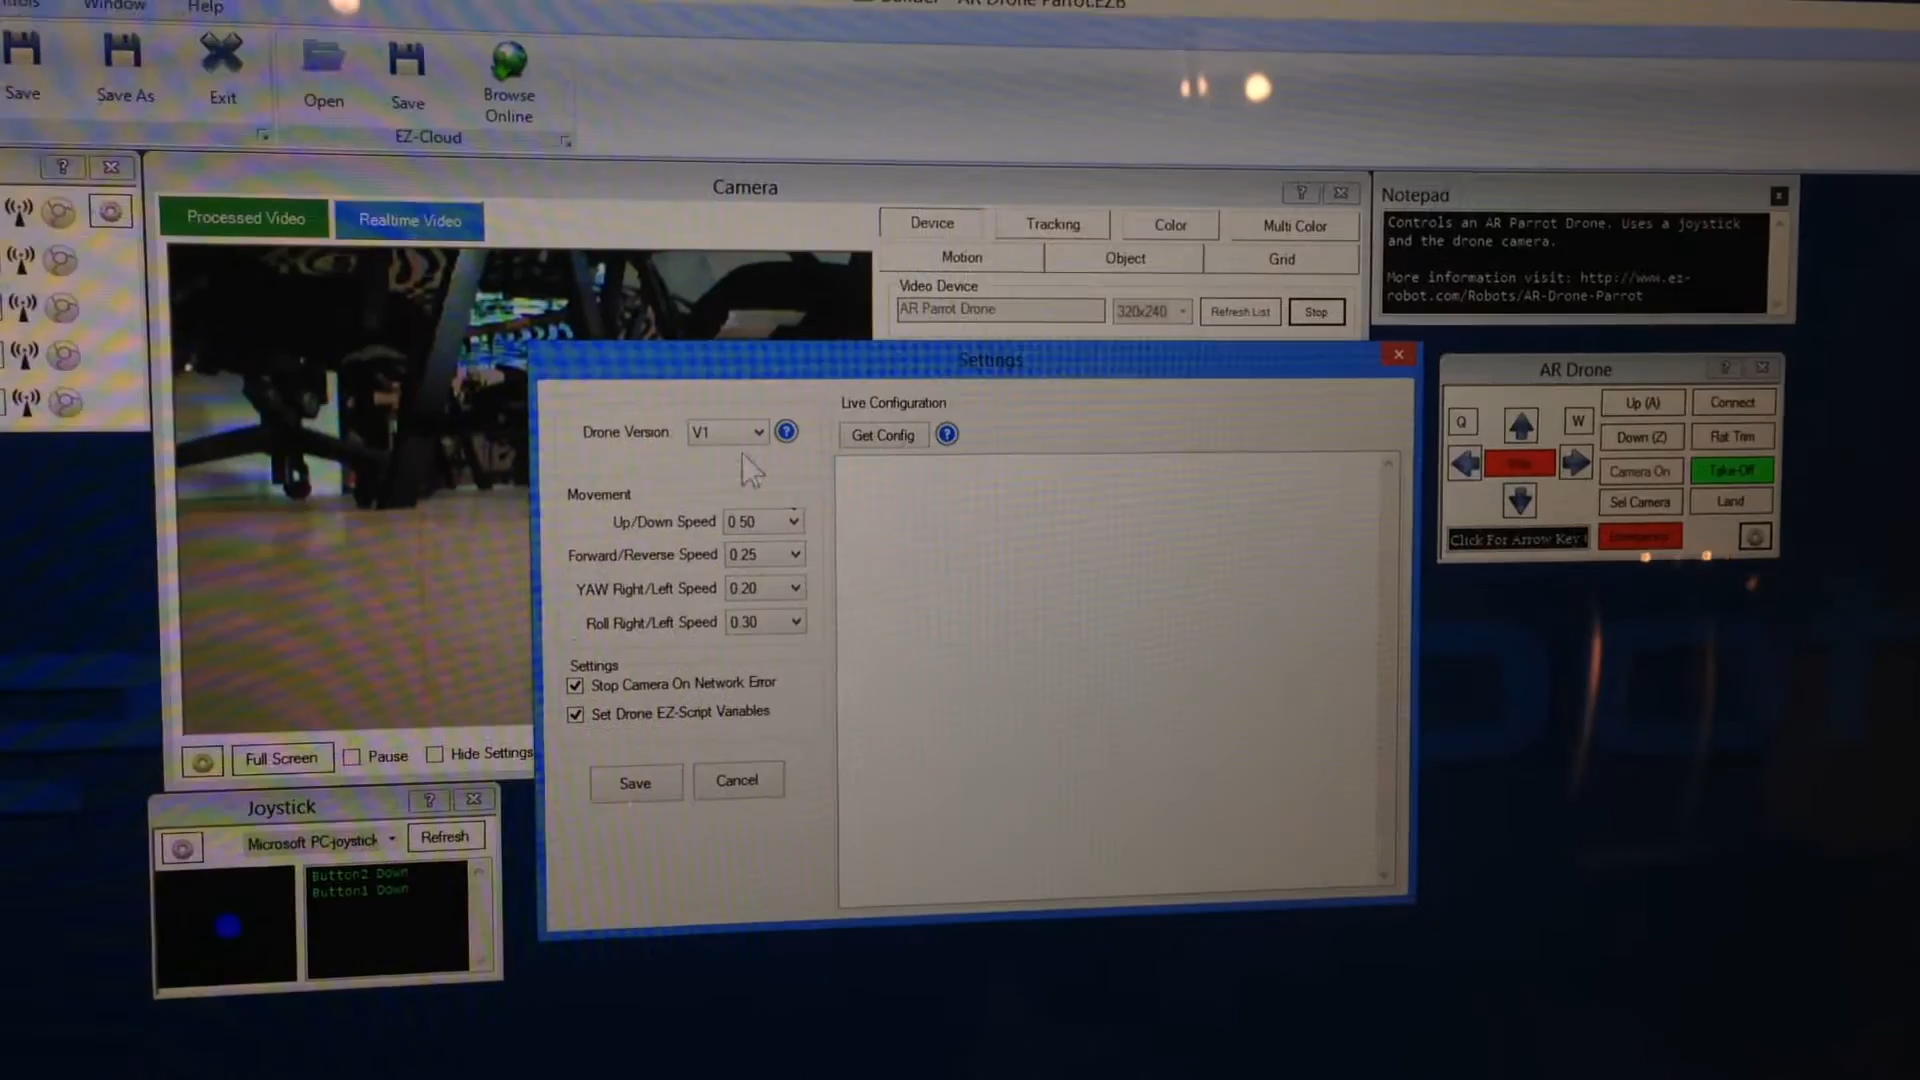 Window
Help
AR Drone Parrot.EZB
Save
Save As
Exit
Open
Save
Browse Online
EZ-Cloud
Camera
Processed Video
Realtime Video
Device
Tracking
Color
Multi Color
Motion
Object
Grid
Video Device
AR Parrot Drone
320x240
Refresh List
Stop
Notepad
Controls an AR Parrot Drone. Uses a joystick
and the drone camera.
More information visit: http://www.ez-
robot.com/Robots/AR-Drone-Parrot
Settings
Drone Version
V1
Live Configuration
Get Config
Movement
Up/Down Speed
0.50
Forward/Reverse Speed
0.25
YAW Right/Left Speed
0.20
Roll Right/Left Speed
0.30
Settings
Stop Camera On Network Error
Set Drone EZ-Script Variables
Save
Cancel
AR Drone
Q
W
Up (A)
Connect
Down (Z)
Flat Trim
Camera On
Take-Off
Sel Camera
Land
Click For Arrow Key
Emergency
Full Screen
Pause
Hide Settings
Joystick
Microsoft PC-joystick
Refresh
Button2 Down
Button1 Down